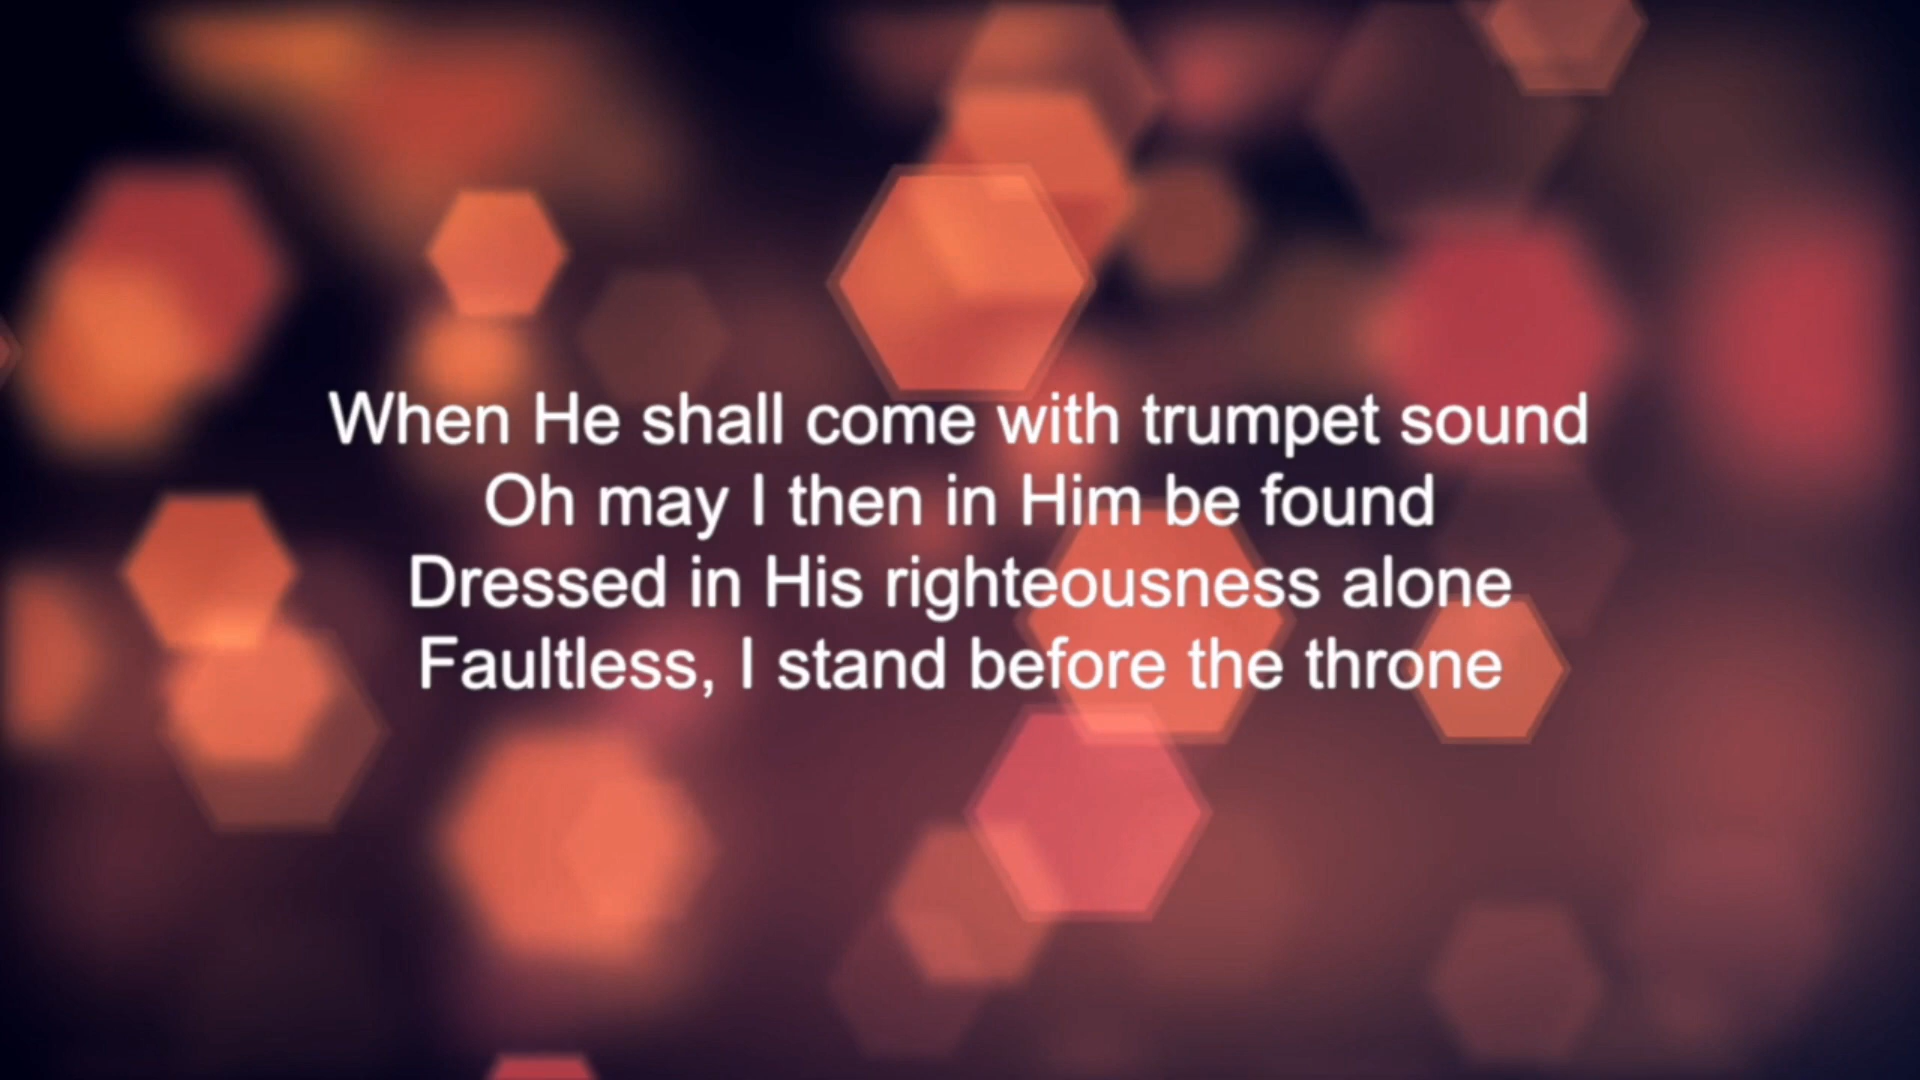 When He shall come with trumpet sound
Oh may I then in Him be found
Dressed in His righteousness alone
Faultless, I stand before the throne